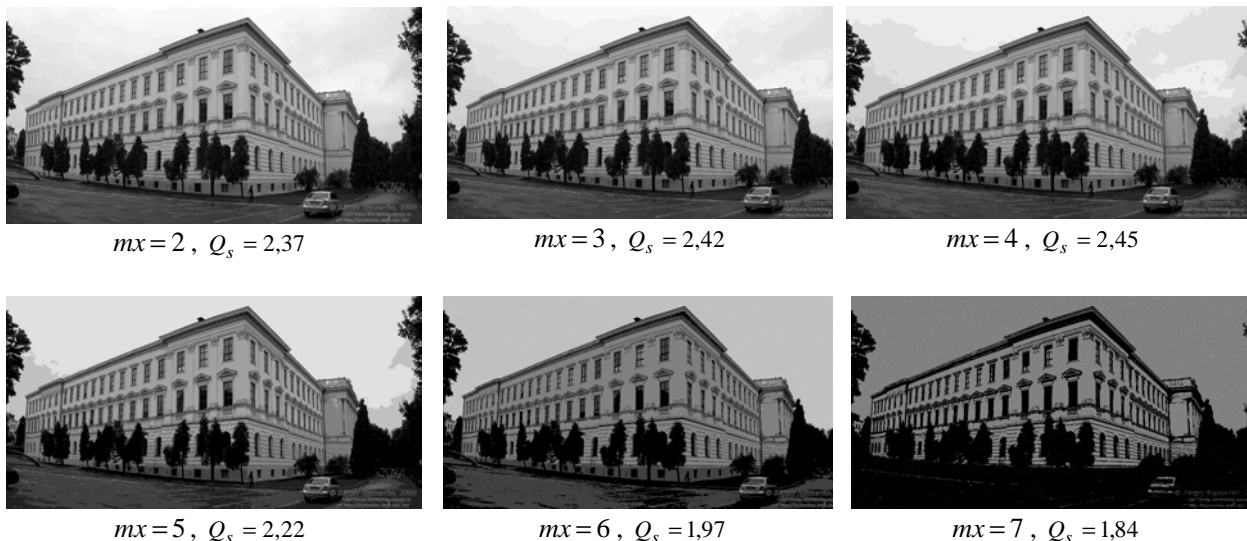 mx = 2 , Q_s = 2,37
mx = 3 , Q_s = 2,42
mx = 4 , Q_s = 2,45
mx = 5 , Q_s = 2,22
mx = 6 , Q_s = 1,97
mx = 7 , Q_s = 1,84